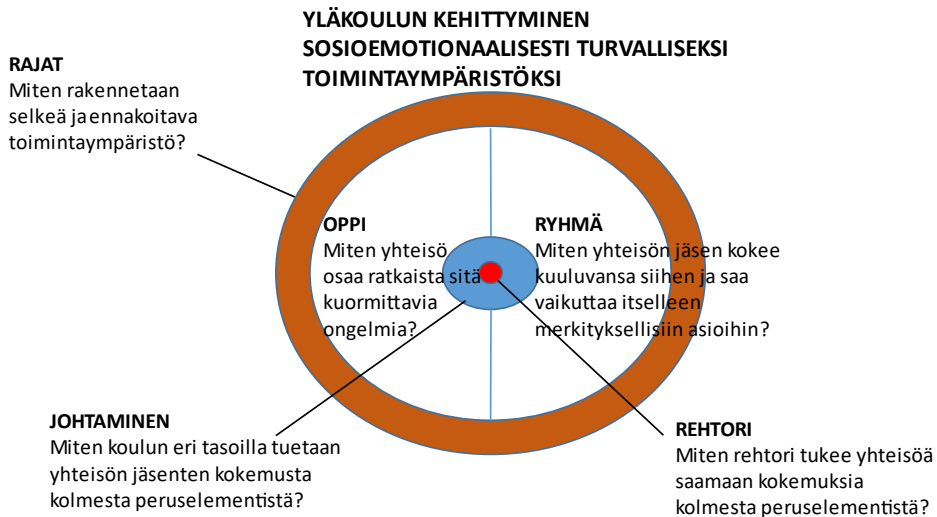 YLÄKOULUN KEHITTYMINEN
SOSIOEMOTIONAALISESTI TURVALLISEKSI
TOIMINTAYMPÄRISTÖKSI
RAJAT
Miten rakennetaan
selkeä ja ennakoitava
toimintaympäristö?
OPPI
Miten yhteisö
osaa ratkaista sitä
kuormittavia
ongelmia?
RYHMÄ
Miten yhteisön jäsen kokee
kuuluvansa siihen ja saa
vaikuttaa itselleen
merkityksellisiin asioihin?
JOHTAMINEN
Miten koulun eri tasoilla tuetaan
yhteisön jäsenten kokemusta
kolmesta peruselementistä?
REHTORI
Miten rehtori tukee yhteisöä
saamaan kokemuksia
kolmesta peruselementistä?